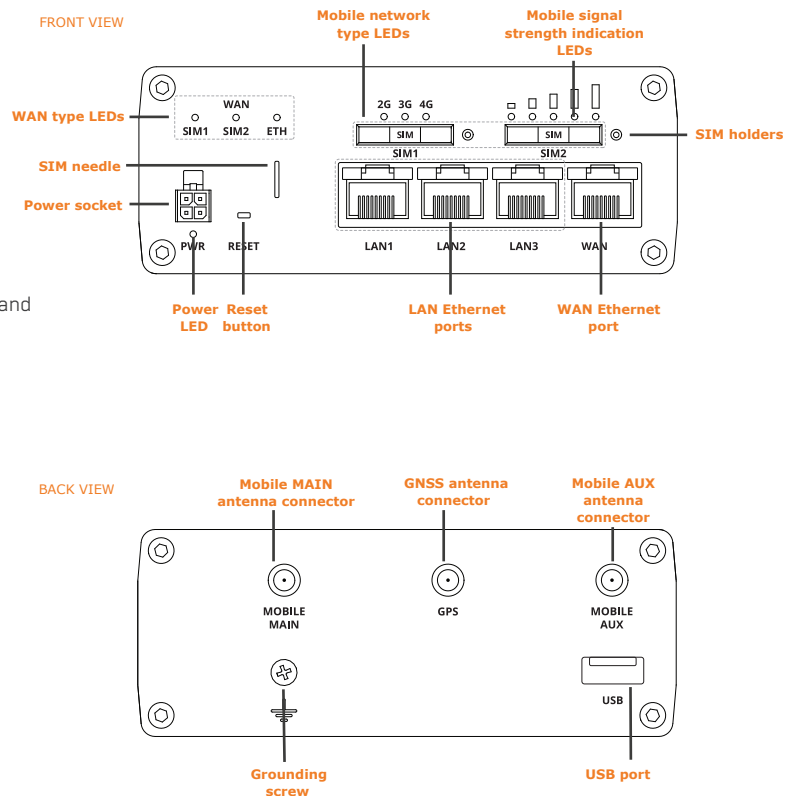 FRONT VIEW
Mobile network
type LEDs
Mobile signal
strength indication
LEDs
WAN type LEDs
WAN
SIM1 SIM2 ETH
2G 3G 4G
SIM
SIM
SIM1
SIM2
SIM holders
SIM needle
Power socket
PWR
RESET
LAN1
LAN2
LAN3
WAN
and
Power
LED
Reset
button
LAN Ethernet
ports
WAN Ethernet
port
BACK VIEW
Mobile MAIN
antenna connector
GNSS antenna
connector
Mobile AUX
antenna
connector
MOBILE
MAIN
GPS
MOBILE
AUX
USB
Grounding
screw
USB port